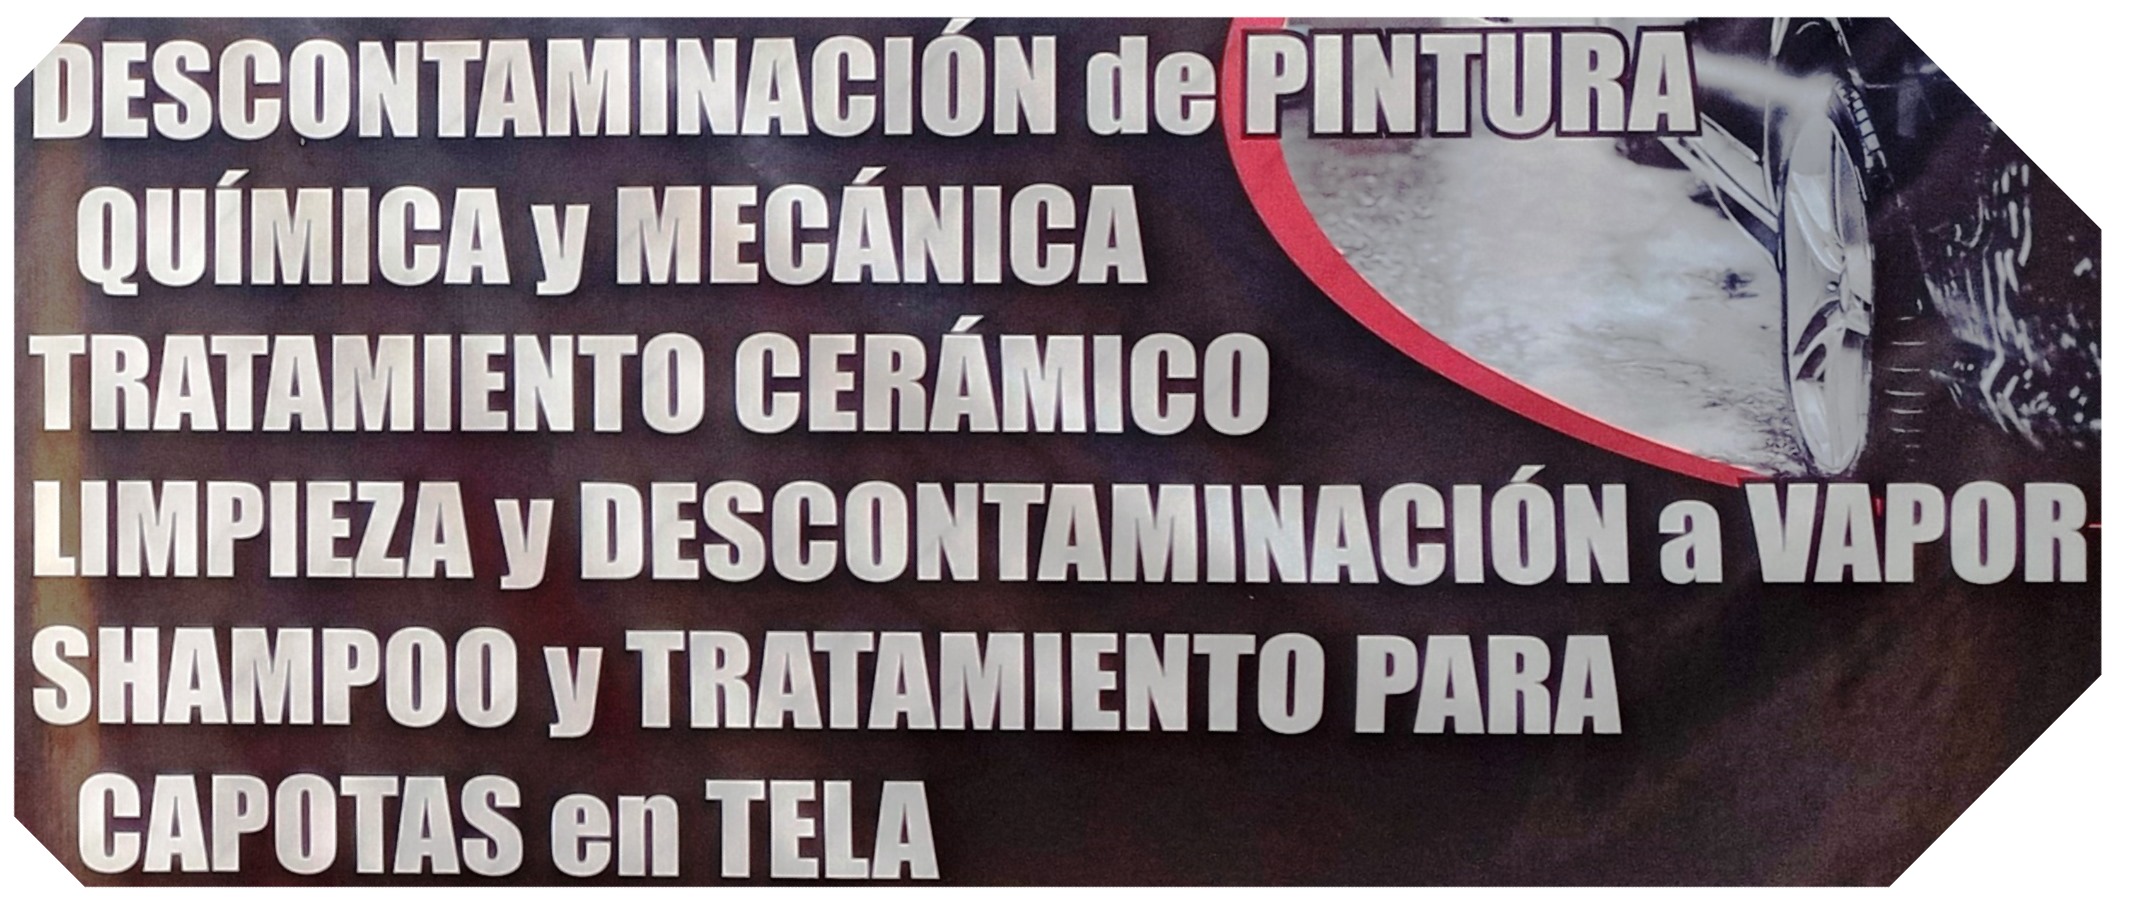 DESCONTAMINACIÓN de PINTURA
QUÍMICA y MECÁNICA
TRATAMIENTO CERÁMICO
LIMPIEZA y DESCONTAMINACIÓN a VAPOR
SHAMPOO y TRATAMIENTO PARA
CAPOTAS en TELA